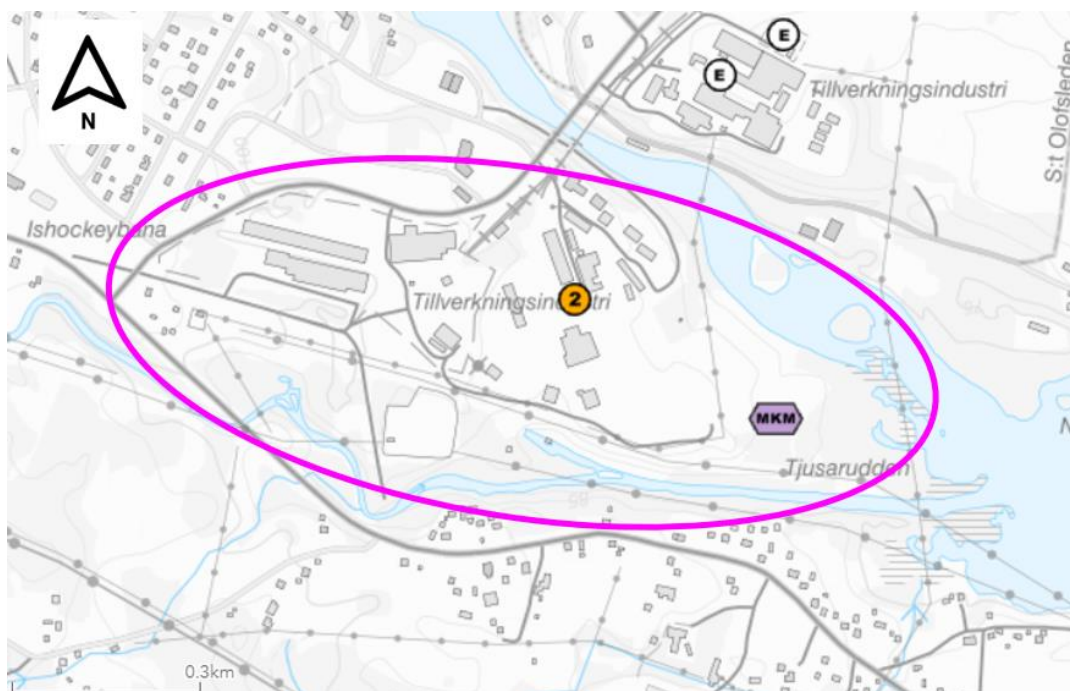 E
E
Tillverkningsindustri
N
S:t Olofsleden
Ishockeybana
Tillverkningsindustri
2
MKM
Tjusarudden
N
0.3km